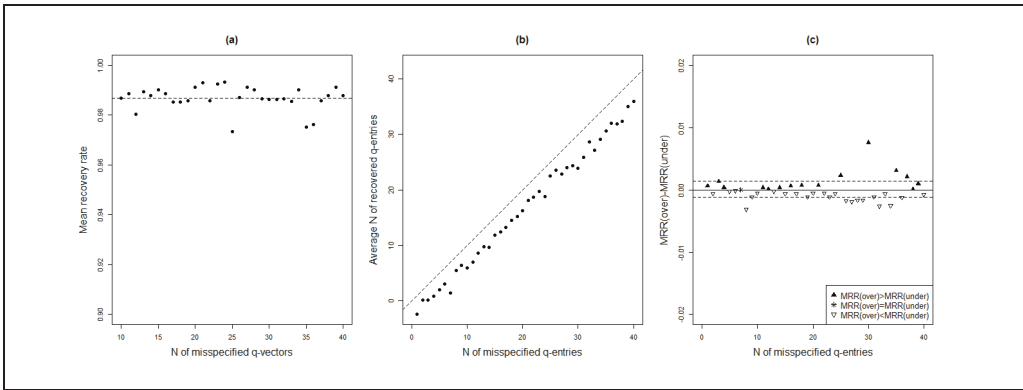 (a)
Mean recovery rate
1.00
0.98
0.96
0.94
0.92
0.90
10 15 20 25 30 35 40
N of misspecified q-vectors
(b)
Average N of recovered q-entries
40
30
20
10
0
0 10 20 30 40
N of misspecified q-entries
(c)
MRR(over)-MRR(under)
0.02
0.01
0.00
-0.01
-0.02
MRR(over)>MRR(under)
MRR(over)=MRR(under)
MRR(over)<MRR(under)
0 10 20 30 40
N of misspecified q-entries